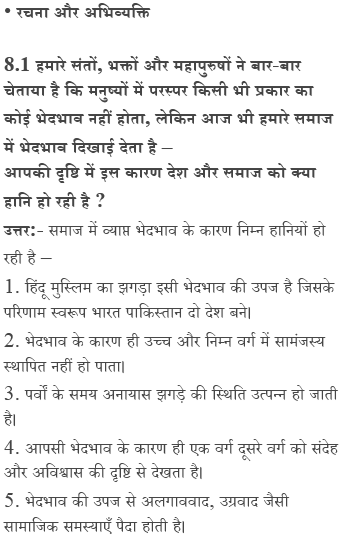 • रचना और अभिव्यक्ति
8.1 हमारे संतों, भक्तों और महापुरुषों ने बार-बार
चेताया है कि मनुष्यों में परस्पर किसी भी प्रकार का
कोई भेदभाव नहीं होता, लेकिन आज भी हमारे समाज
में भेदभाव दिखाई देता है –
आपकी दृष्टि में इस कारण देश और समाज को क्या
हानि हो रही है ?
उत्तर:- समाज में व्याप्त भेदभाव के कारण निम्न हानियों हो
रही है –
1. हिंदू मुस्लिम का झगड़ा इसी भेदभाव की उपज है जिसके
परिणाम स्वरूप भारत पाकिस्तान दो देश बने।
2. भेदभाव के कारण ही उच्च और निम्न वर्ग में सामंजस्य
स्थापित नहीं हो पाता।
3. पर्वों के समय अनायास झगड़े की स्थिति उत्पन्न हो जाती
है।
4. आपसी भेदभाव के कारण ही एक वर्ग दूसरे वर्ग को संदेह
और अविश्वास की दृष्टि से देखता है।
5. भेदभाव की उपज से अलगाववाद, उग्रवाद जैसी
सामाजिक समस्याएँ पैदा होती है।